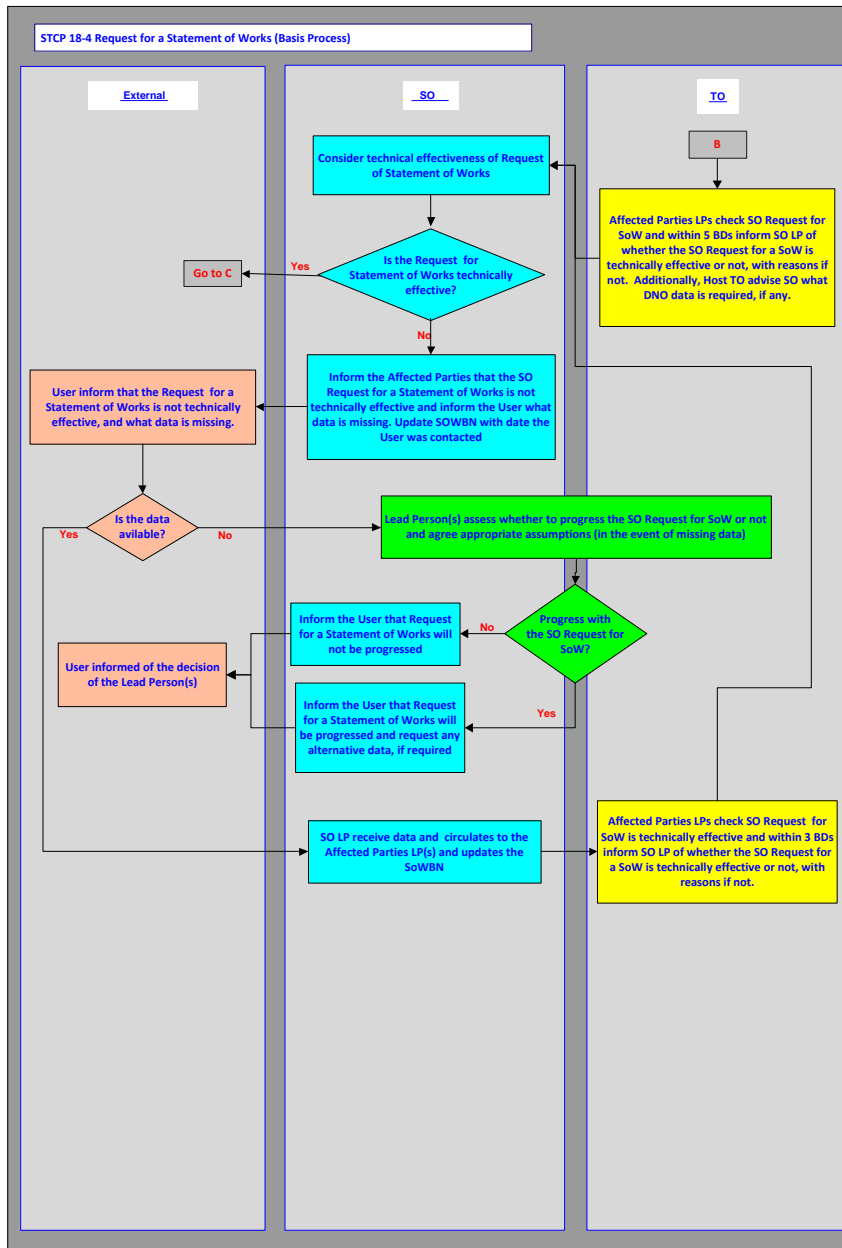 STCP 18-4 Request for a Statement of Works (Basis Process)
External
SO
TO
B
Consider technical effectiveness of Request
of Statement of Works
Affected Parties LPs check SO Request for
SoW and within 5 BDs inform SO LP of
whether the SO Request for a SoW is
technically effective or not, with reasons if
not.  Additionally, Host TO advise SO what
DNO data is required, if any.
Is the Request  for
Statement of Works technically
effective?
Yes
Go to C
No
Inform the Affected Parties that the SO
Request for a Statement of Works is not
technically effective and inform the User what
data is missing. Update SOWBN with date the
User was contacted
User inform that the Request  for a
Statement of Works is not technically
effective, and what data is missing.
Is the data
avilable?
Yes
No
Lead Person(s) assess whether to progress the SO Request for SoW or not
and agree appropriate assumptions (in the event of missing data)
Progress with
the SO Request for
SoW?
No
Inform the User that Request
for a Statement of Works will
not be progressed
User informed of the decision
of the Lead Person(s)
Yes
Inform the User that Request
for a Statement of Works will
be progressed and request any
alternative data, if required
SO LP receive data and  circulates to the
Affected Parties LP(s) and updates the
SoWBN
Affected Parties LPs check SO Request  for
SoW is technically effective and within 3 BDs
inform SO LP of whether the SO Request for
a SoW is technically effective or not, with
reasons if not.